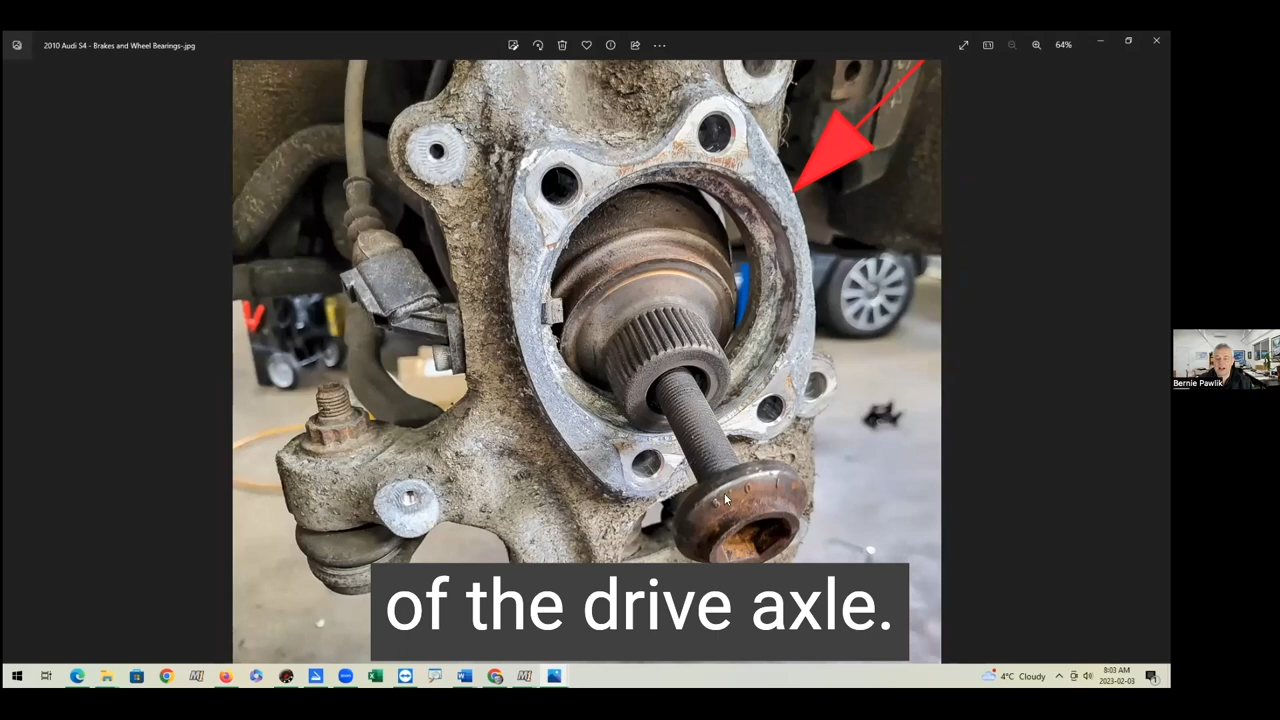 2010 Audi S4 - Brakes and Wheel Bearings-.jpg
64%
Bernie Pawlik
of the drive axle.
4°C Cloudy
8:03 AM
2023-02-03